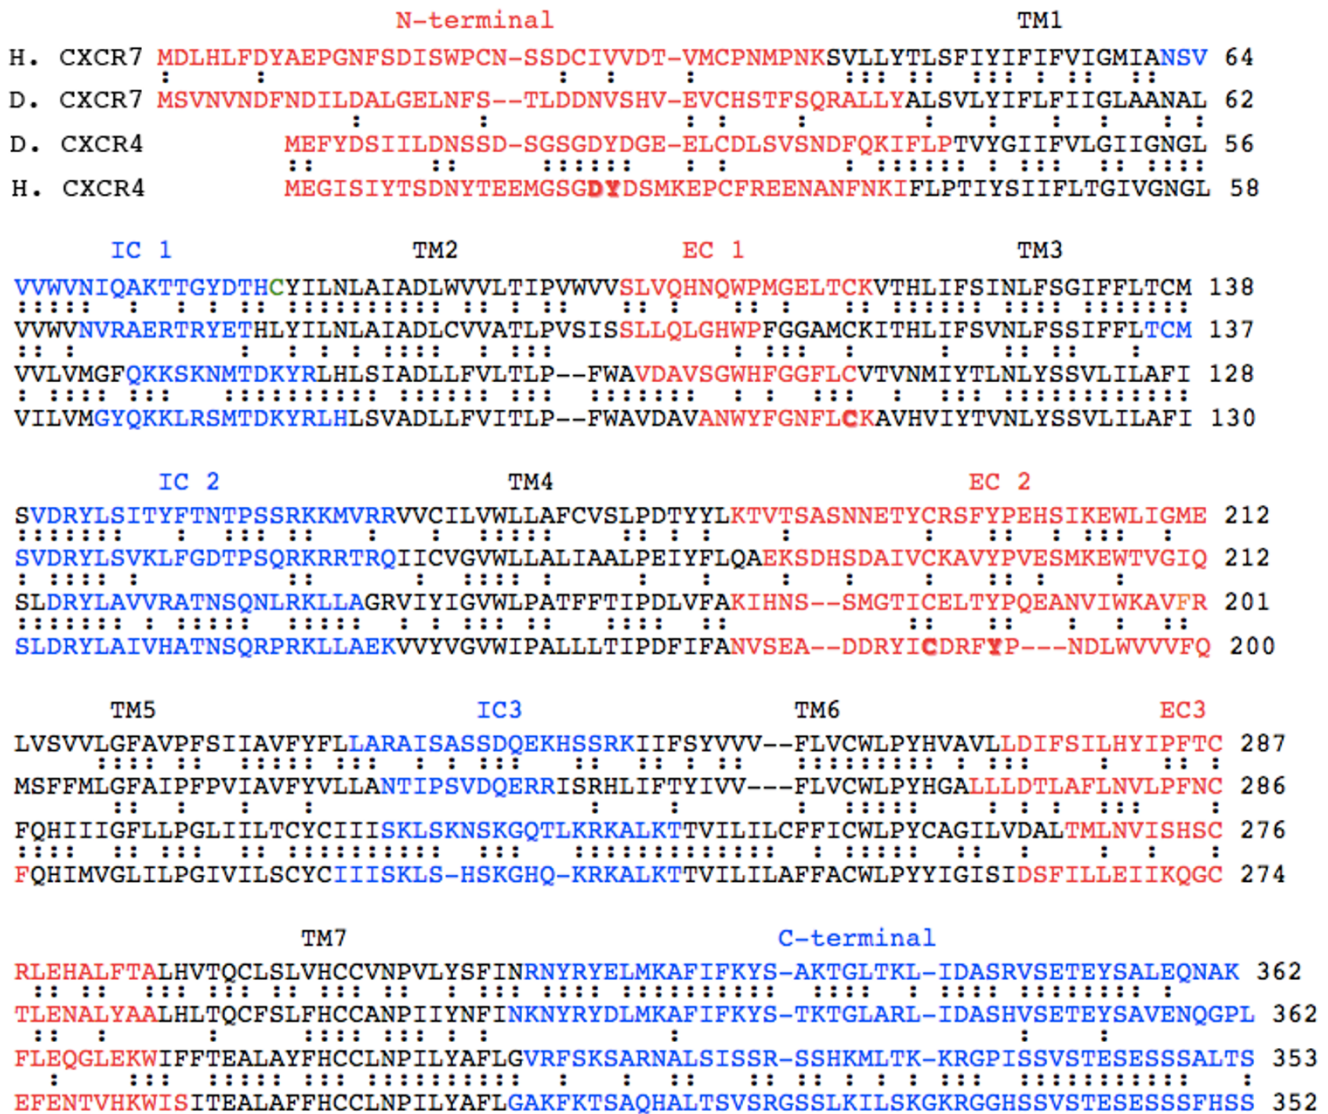 N-terminal TM1
H. CXCR7 MDLHLFDYAEPGNFSDISWPCN-SSDCIVVDT-VMCPNMPNKSVLLYTLSFIYIFIFVIGMIANSV 64
D. CXCR7 MSVNVNDFNDILDALGELNFS--TLDDNVSHV-EVCHSTFSQRALLYALSVLYIFLFIIGLAANAL 62
D. CXCR4 MEFYDSIILDNSSD-SGSGDYDGE-ELCDLSVSNDFQKIFLPTVYGIIFVLGIIGNGL 56
H. CXCR4 MEGISIYTSDNYTEEMGSGDYDSMKEPCFREENANFNKIFLPTIYSIIFLTGIVGNGL 58
IC 1 TM2 EC 1 TM3
VVWVNIQAKTTGYDTHCYILNLAIADLWVVLTIPVWVVSLVQHNQWPMGELTCKVTHLIFSINLFSGIFFLTCM 138
VVWVNVRAERTRYETHLYILNLAIADLCVVATLPVSISSLLQLGHWPFGGAMCKITHLIFSVNLFSSIFFLTCM 137
VVLVMGFQKKSKNMTDKYRLHLSIADLLFVLTLP--FWAVDAVSGWHFGGFLCVTVNMIYTLNLYSSVLILAFI 128
VILVMGYQKKLRSMTDKYRLHLSVADLLFVITLP--FWAVDAVANWYFGNFLCKAVHVIYTVNLYSSVLILAFI 130
IC 2 TM4 EC 2
SVDRYLSITYFTNTPSSRKKMVRRVVCILVWLLAFCVSLPDTYYLKTVTSASNNETYCRSFYPEHSIKEWLIGME 212
SVDRYLSVKLFGDTPSQRKRRTRQIICVGVWLLALIAALPEIYFLQAEKSDHSDAIVCKAVYPVESMKEWTVGIQ 212
SLDRYLAVVRATNSQNLRKLLAGRVIYIGVWLPATFFTIPDLVFAKIHNS--SMGTICELTYPQEANVIWKAVFR 201
SLDRYLAIVHATNSQRPRKLLAEKVVYVGVWIPALLLTIPDFIFANVSEA--DDRYICDRFYP---NDLWVVVFQ 200
TM5 IC3 TM6 EC3
LVSVVLGFAVPFSIIAVFYFLLARAISASSDQEKHSSRKIIFSYVVV--FLVCWLPYHVAVLLDIFSILHYIPFTC 287
MSFFMLGFAIPFPVIAVFYVLLANTIPSVDQERRISRHLIFTYIVV---FLVCWLPYHGALLLDTLAFLNVLPFNC 286
FQHIIIGFLLPGLIILTCYCIIISKLSKNSKGQTLKRKALKTTVILILCFFICWLPYCAGILVDALTMLNVISHSC 276
FQHIMVGLILPGIVILSCYCIIISKLS-HSKGHQ-KRKALKTTVILILAFFACWLPYYIGISIDSFILLEIIKQGC 274
TM7 C-terminal
RLEHALFTALHVTQCLSLVHCCVNPVLYSFINRNYRYELMKAFIFKYS-AKTGLTKL-IDASRVSETEYSALEQNAK 362
TLENALYAALHLTQCFSLFHCCANPIIYNFINKNYRYDLMKAFIFKYS-TKTGLARL-IDASHVSETEYSAVENQGPL 362
FLEQGLEKWIFFTEALAYFHCCLNPILYAFLGVRFSKSARNALSISSR-SSHKMLTK-KRGPISSVSTESESSSALTS 353
EFENTVHKWISITEALAFFHCCLNPILYAFLGAKFKTSAQHALTSVSRGSSLKILSKGKRGGHSSVSTESESSSFHSS 352